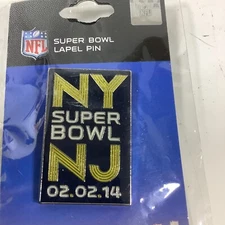 NFL
SUPER BOWL
LAPEL PIN
NY
SUPER
BOWL
NJ
02.02.14